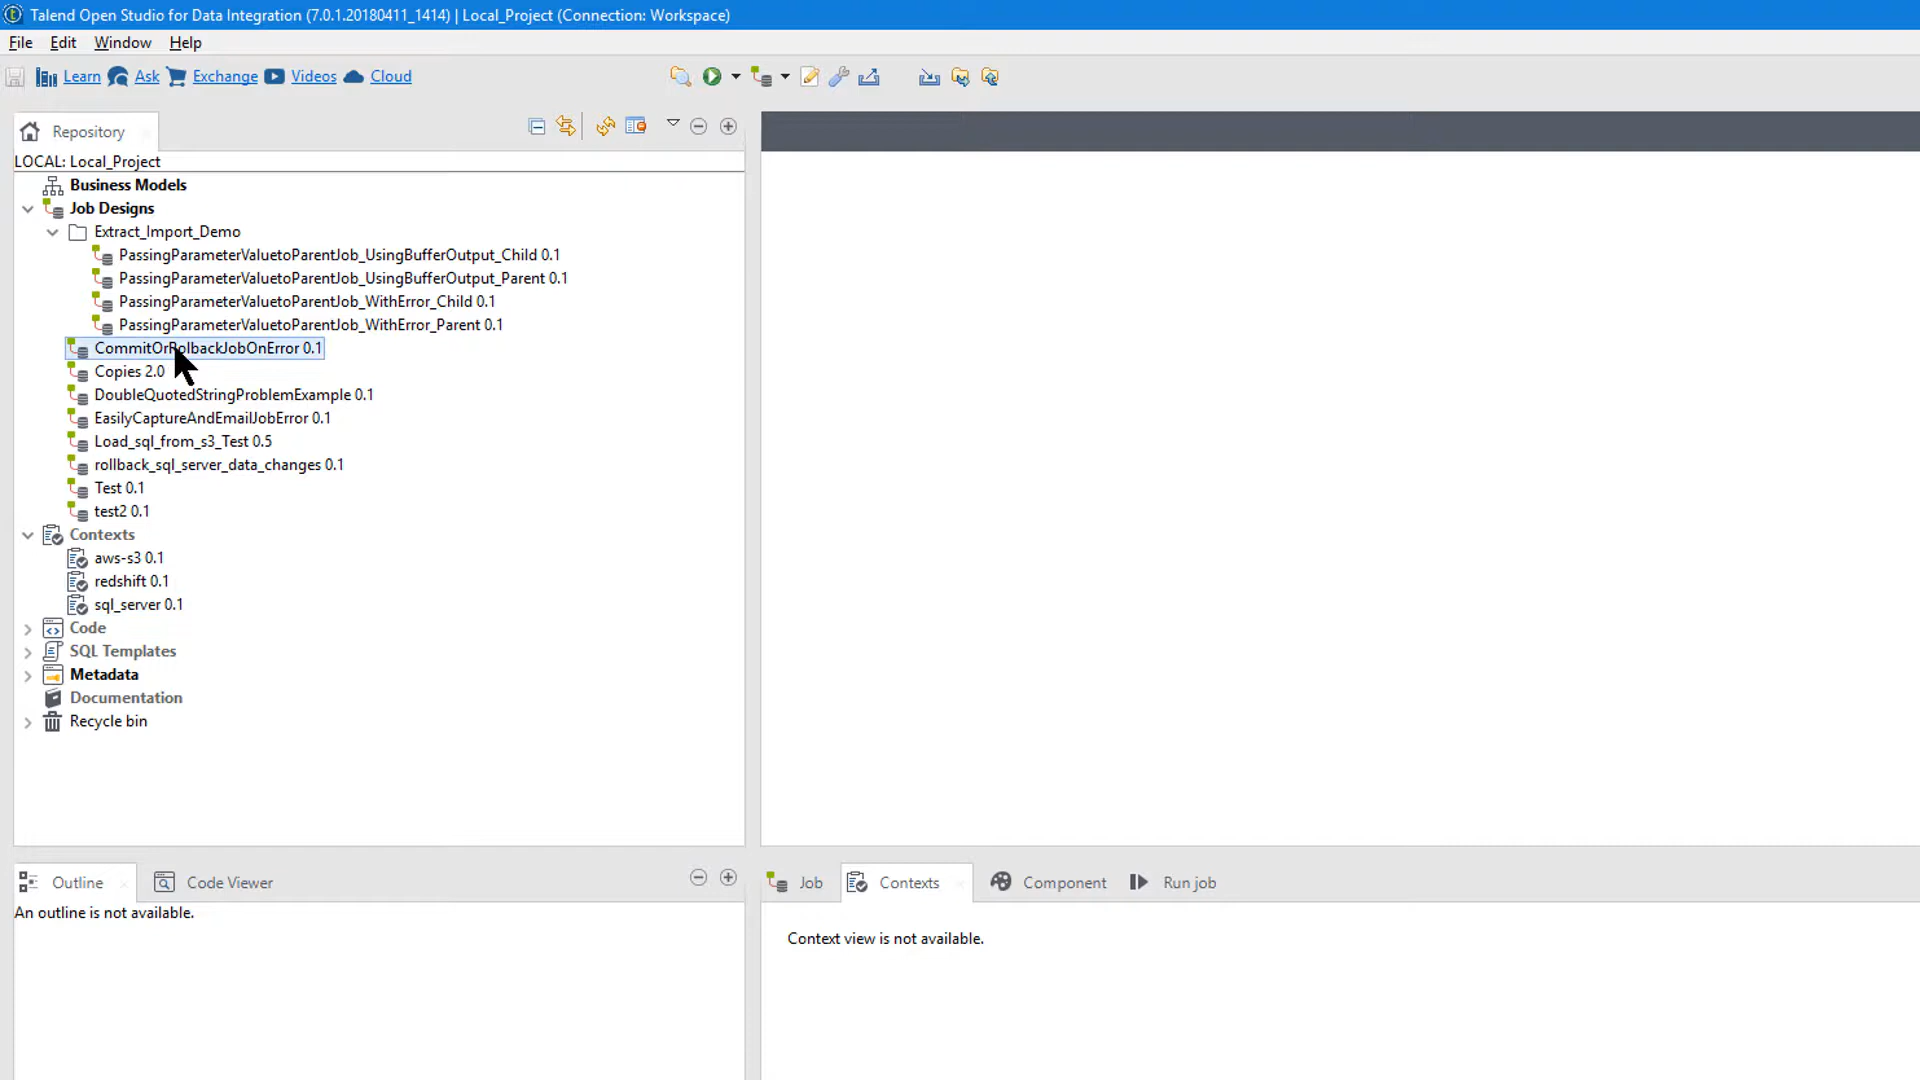 Talend Open Studio for Data Integration (7.0.1.20180411_1414) | Local_Project (Connection: Workspace)
File Edit Window Help
Learn Ask Exchange Videos Cloud
Repository
LOCAL: Local_Project
Business Models
Job Designs
Extract_Import_Demo
PassingParameterValuetoParentJob_UsingBufferOutput_Child 0.1
PassingParameterValuetoParentJob_UsingBufferOutput_Parent 0.1
PassingParameterValuetoParentJob_WithError_Child 0.1
PassingParameterValuetoParentJob_WithError_Parent 0.1
CommitOrRolbackJobOnError 0.1
Copies 2.0
DoubleQuotedStringProblemExample 0.1
EasilyCaptureAndEmailJobError 0.1
Load_sql_from_s3_Test 0.5
rollback_sql_server_data_changes 0.1
Test 0.1
test2 0.1
Contexts
aws-s3 0.1
redshift 0.1
sql_server 0.1
Code
SQL Templates
Metadata
Documentation
Recycle bin
Outline Code Viewer
An outline is not available.
Job Contexts Component Run job
Context view is not available.